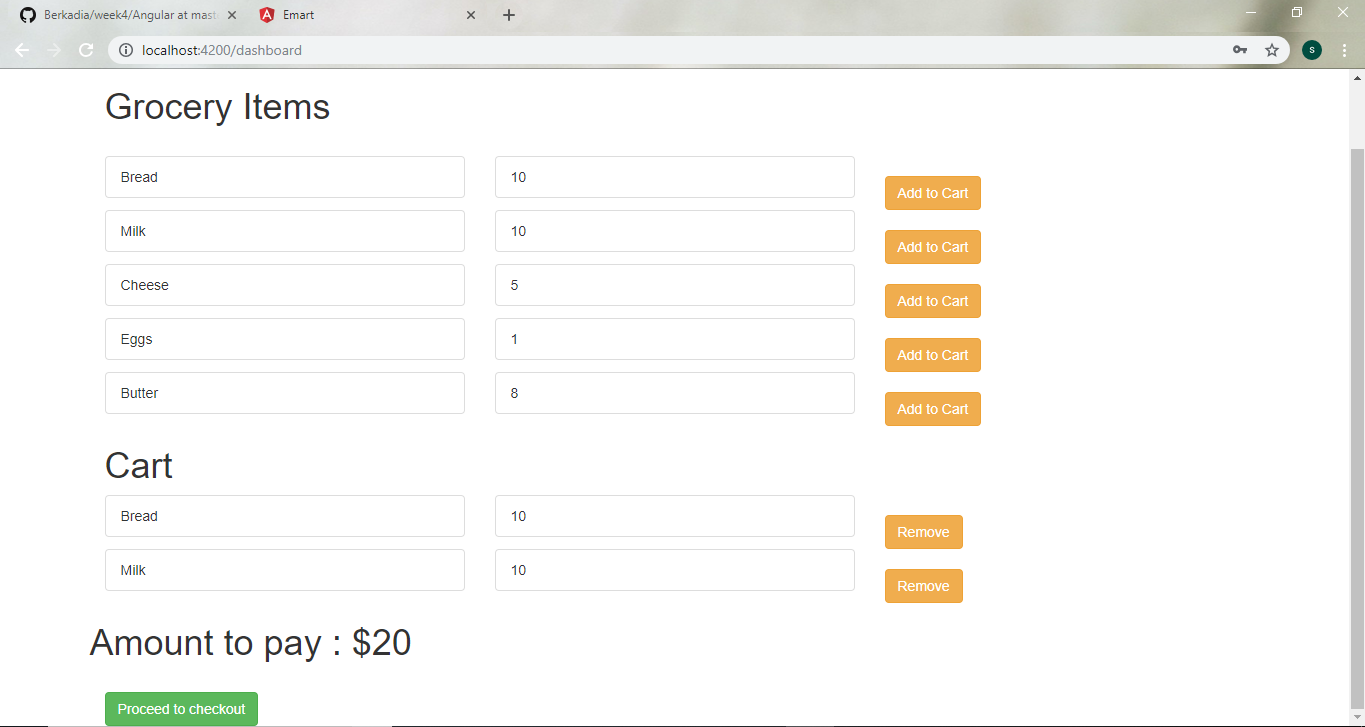 Berkadia/week4/Angular at mast
Emart
localhost:4200/dashboard
S
Grocery Items
Bread 10 Add to Cart
Milk 10 Add to Cart
Cheese 5 Add to Cart
Eggs 1 Add to Cart
Butter 8 Add to Cart
Cart
Bread 10 Remove
Milk 10 Remove
Amount to pay : $20
Proceed to checkout